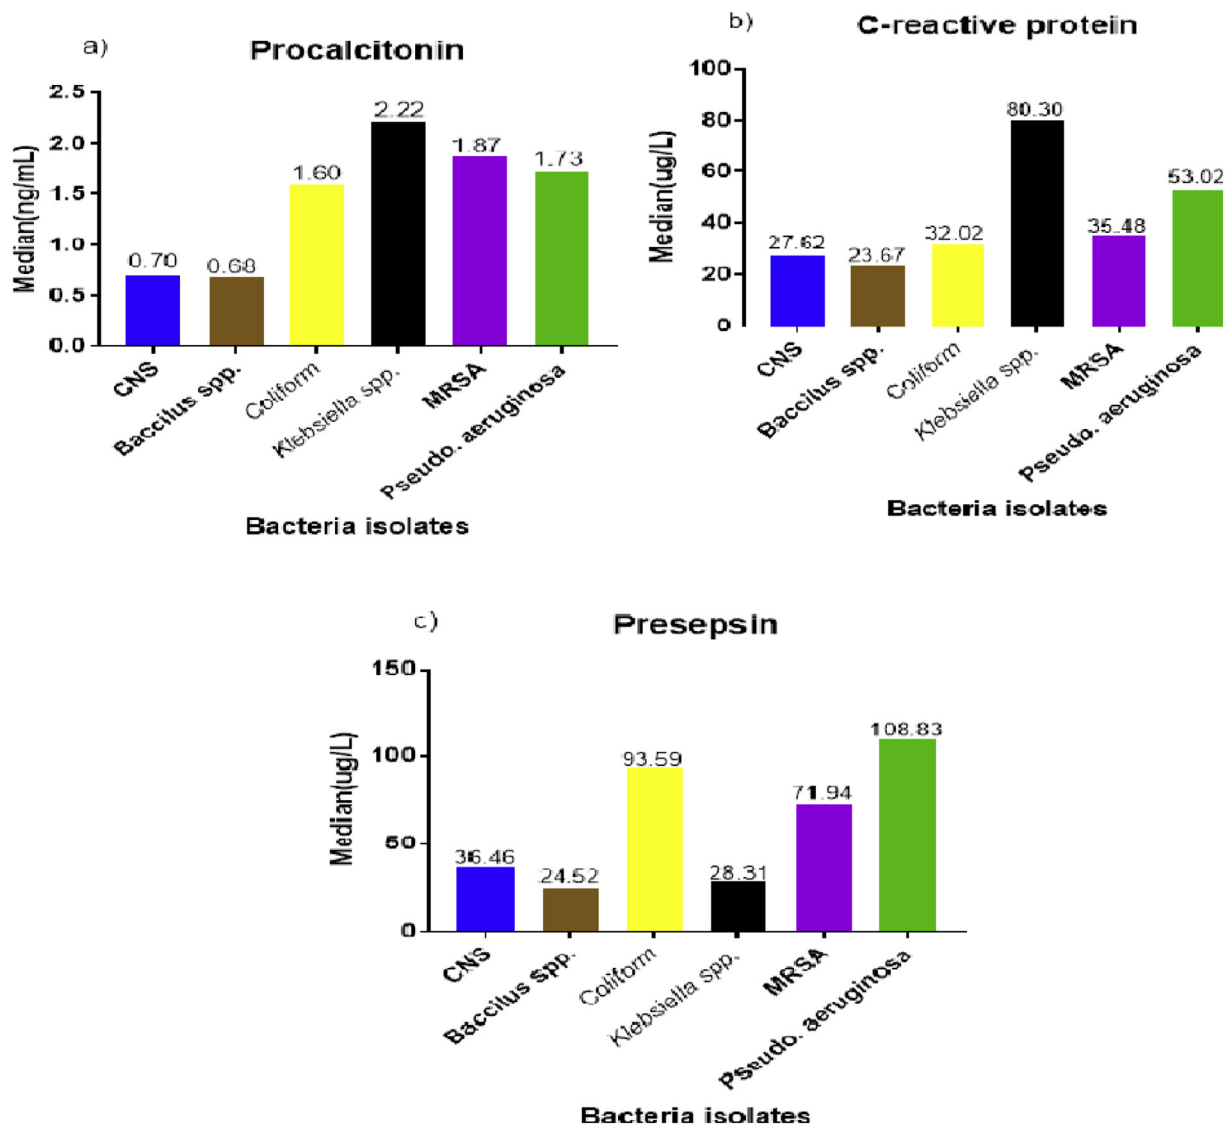 a)
Procalcitonin
Median(ng/mL)
2.5
2.0
1.5
1.0
0.5
0.0
0.70
0.68
1.60
2.22
1.87
1.73
CNS
Baccilus spp.
Coliform
Klebsiella spp.
MRSA
Pseudo. aeruginosa
Bacteria isolates
b)
C-reactive protein
Median(ug/L)
100
80
60
40
20
0
27.62
23.67
32.02
80.30
35.48
53.02
CNS
Baccilus spp.
Coliform
Klebsiella spp.
MRSA
Pseudo. aeruginosa
Bacteria isolates
c)
Presepsin
Median(ug/L)
150
100
50
0
36.46
24.52
93.59
28.31
71.94
108.83
CNS
Baccilus Spp.
Coliform
Klebsiella spp.
MRSA
Pseudo. aeruginosa
Bacteria isolates